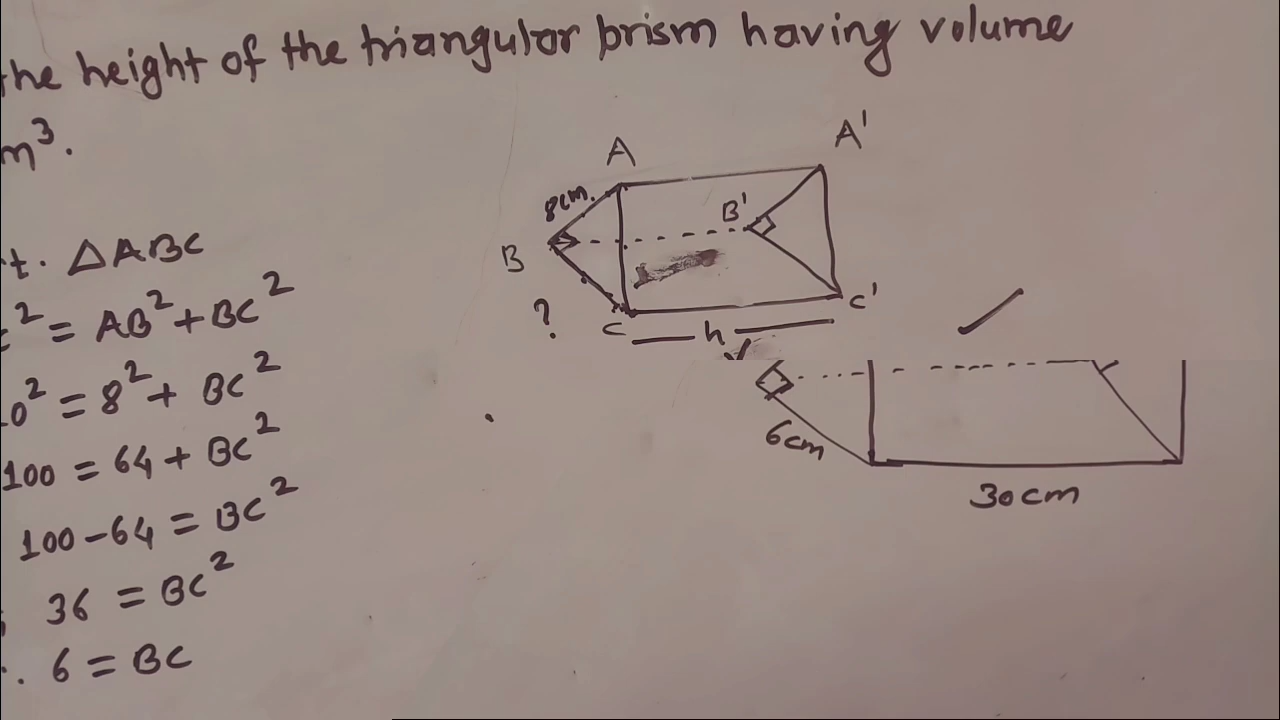 the height of the triangular prism having volume
m³.
A
A'
8cm.
B'
B
?
C
C'
h
t. △ABC
² = AB² + BC²
0² = 8² + BC²
100 = 64 + BC²
100 - 64 = BC²
36 = BC²
∴ 6 = BC
6cm
30cm